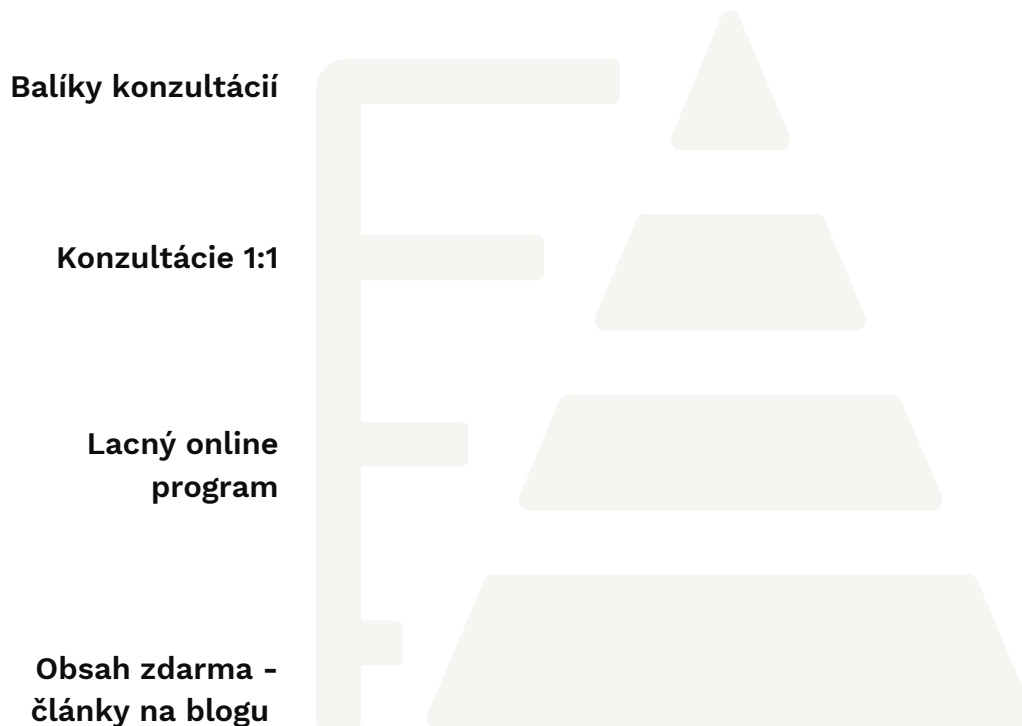 Balíky konzultácií
Konzultácie 1:1
Lacný online
program
Obsah zdarma -
články na blogu